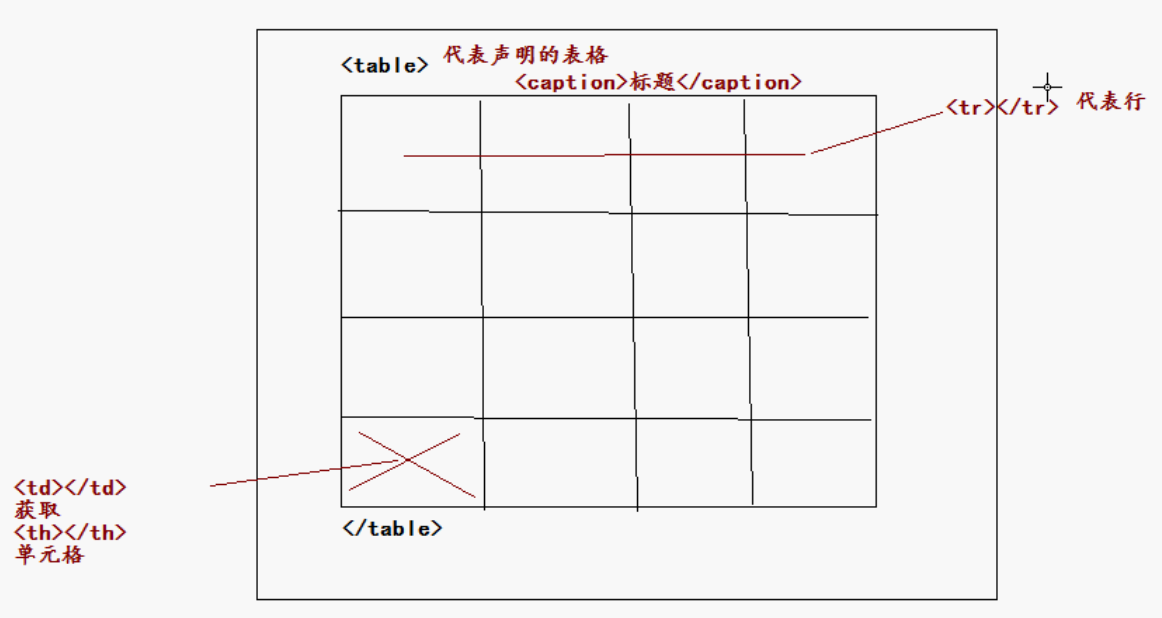 <table> 代表声明的表格
<caption>标题</caption>
<tr></tr> 代表行
<td></td>
获取
<th></th>
单元格
</table>